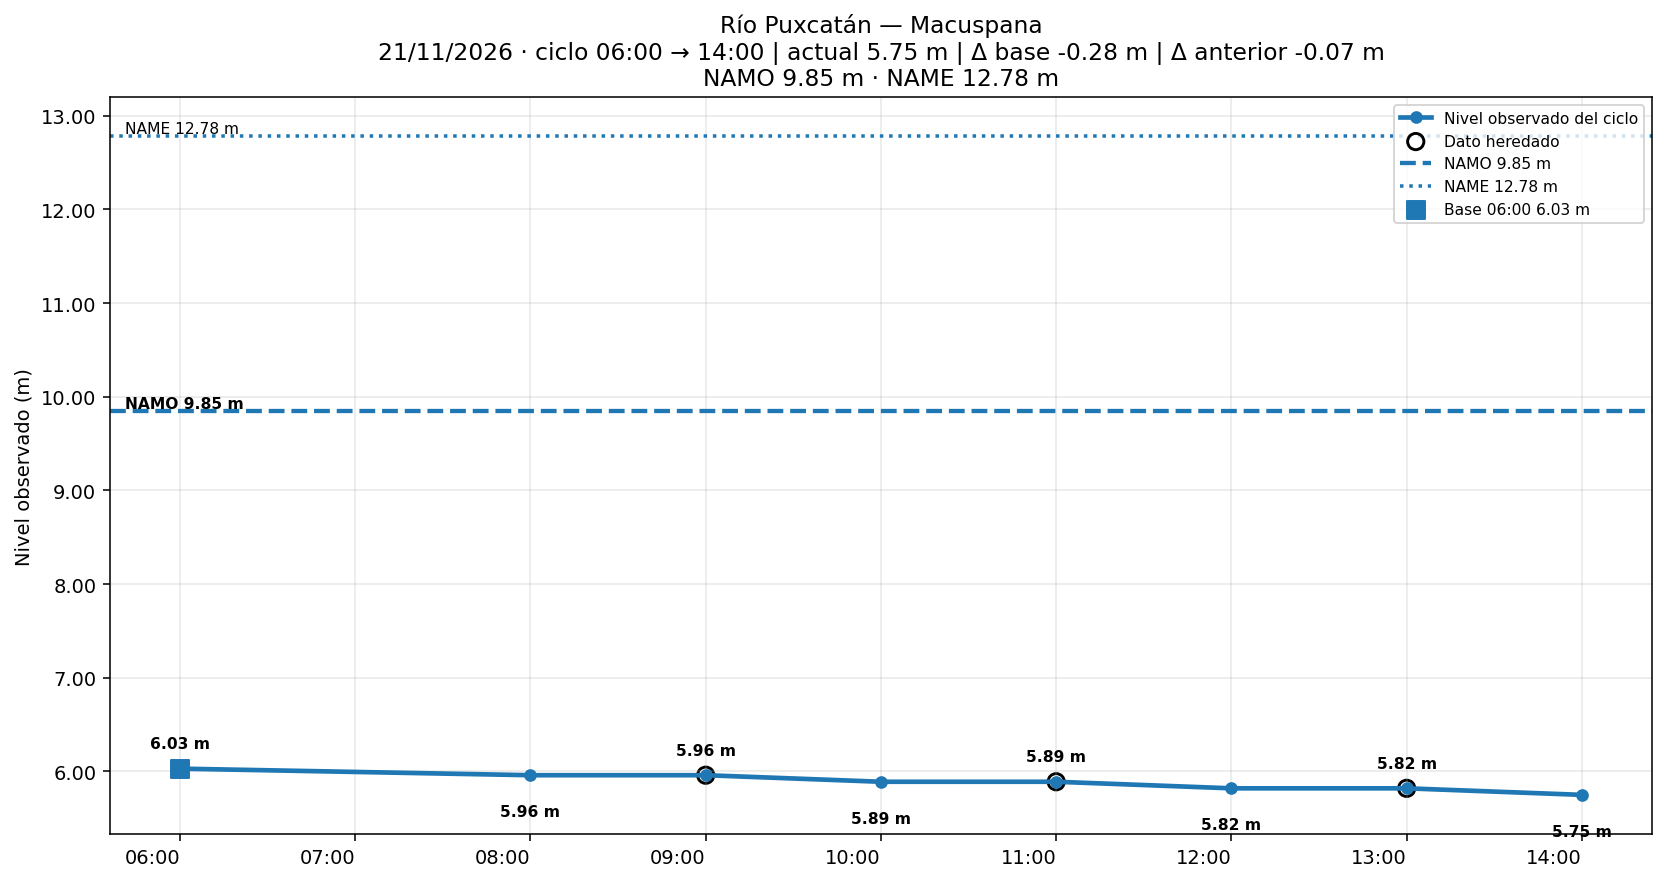 Río Puxcatán — Macuspana
21/11/2026 · ciclo 06:00 → 14:00 | actual 5.75 m | Δ base -0.28 m | Δ anterior -0.07 m
NAMO 9.85 m · NAME 12.78 m
Nivel observado (m)
13.00
12.00
11.00
10.00
9.00
8.00
7.00
6.00
NAME 12.78 m
NAMO 9.85 m
Nivel observado del ciclo
Dato heredado
NAMO 9.85 m
NAME 12.78 m
Base 06:00 6.03 m
6.03 m
5.96 m
5.96 m
5.89 m
5.89 m
5.82 m
5.82 m
5.75 m
06:00
07:00
08:00
09:00
10:00
11:00
12:00
13:00
14:00